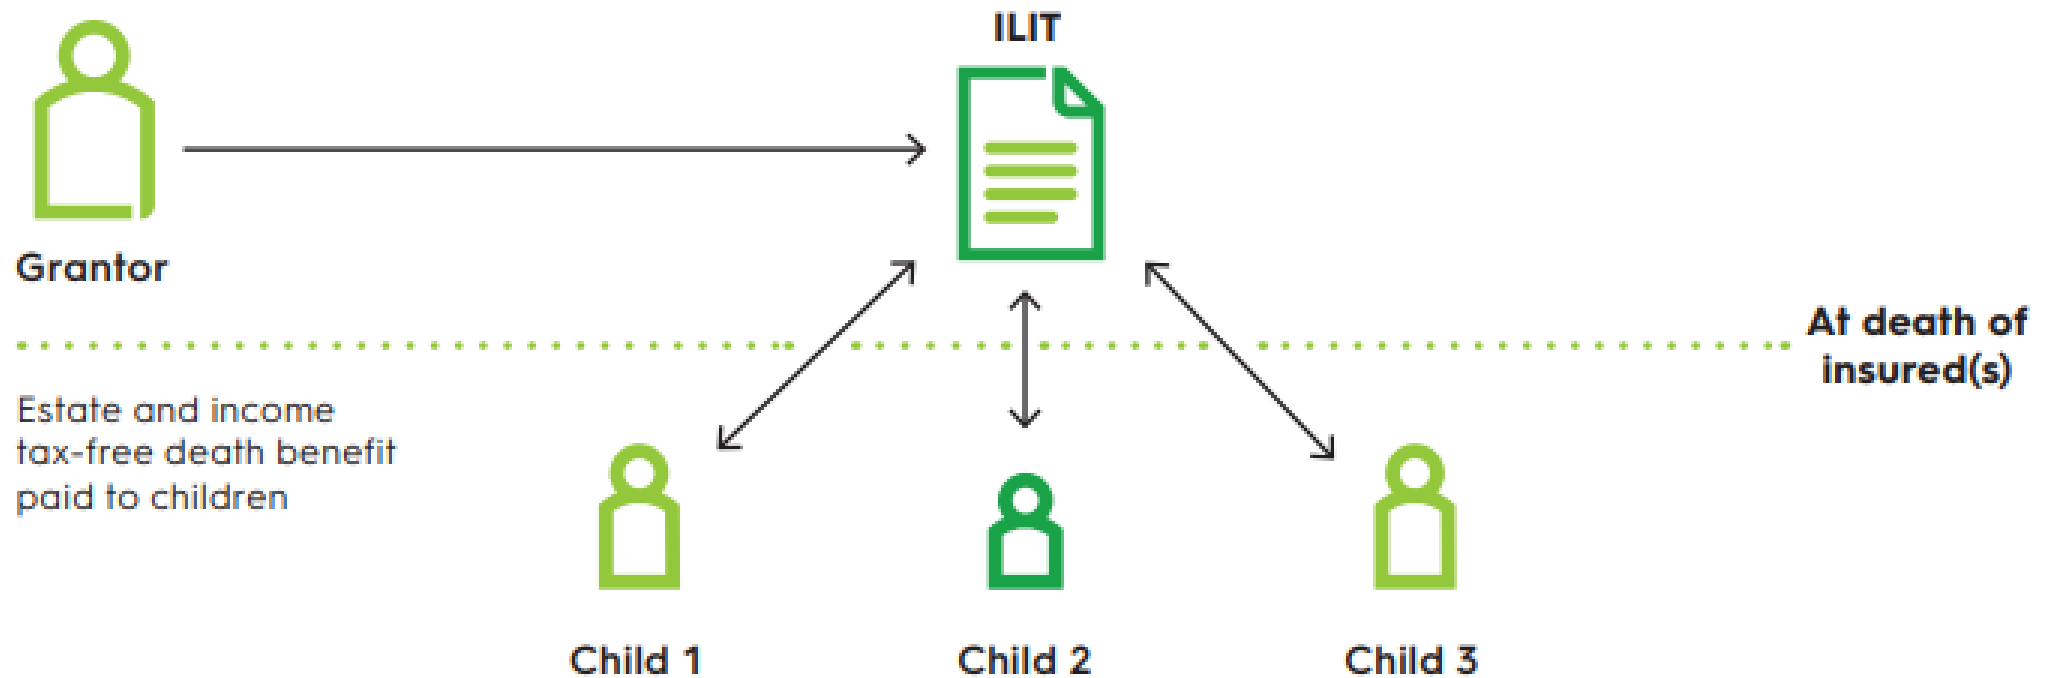 ILIT
Grantor
At death of
insured(s)
Estate and income
tax-free death benefit
paid to children
Child 1
Child 2
Child 3